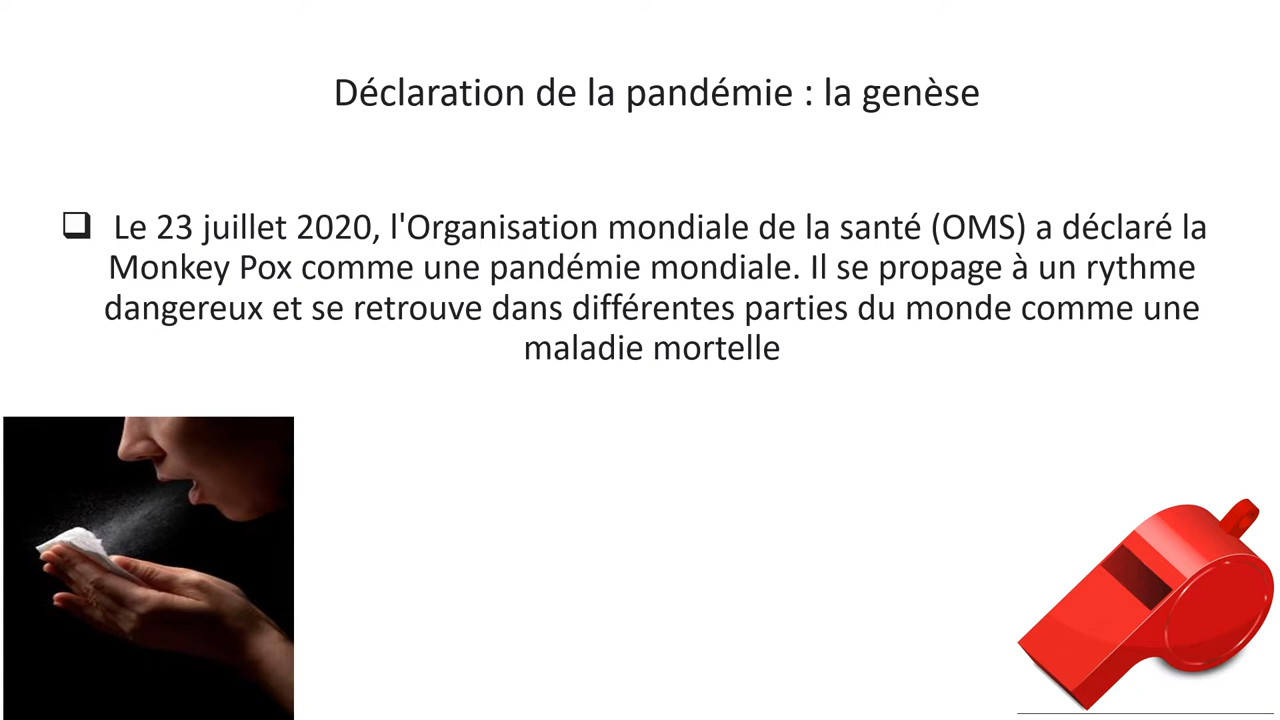 Déclaration de la pandémie : la genèse
Le 23 juillet 2020, l'Organisation mondiale de la santé (OMS) a déclaré la
Monkey Pox comme une pandémie mondiale. Il se propage à un rythme
dangereux et se retrouve dans différentes parties du monde comme une
maladie mortelle